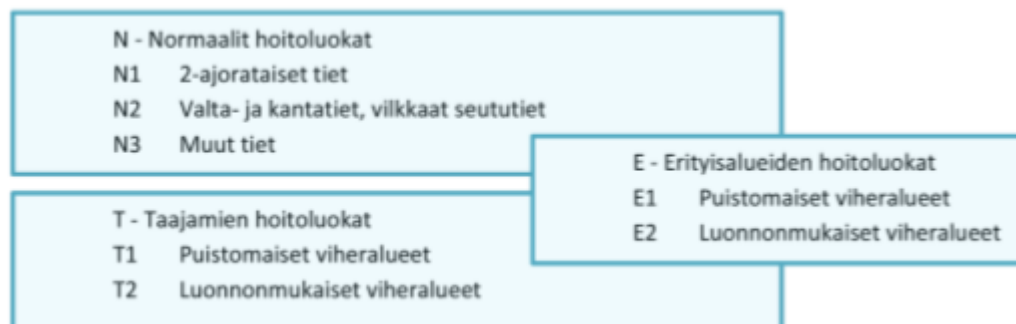 N - Normaalit hoitoluokat
N1 2-ajorataiset tiet
N2 Valta- ja kantatiet, vilkkaat seututiet
N3 Muut tiet
E - Erityisalueiden hoitoluokat
E1 Puistomaiset viheralueet
E2 Luonnonmukaiset viheralueet
T - Taajamien hoitoluokat
T1 Puistomaiset viheralueet
T2 Luonnonmukaiset viheralueet